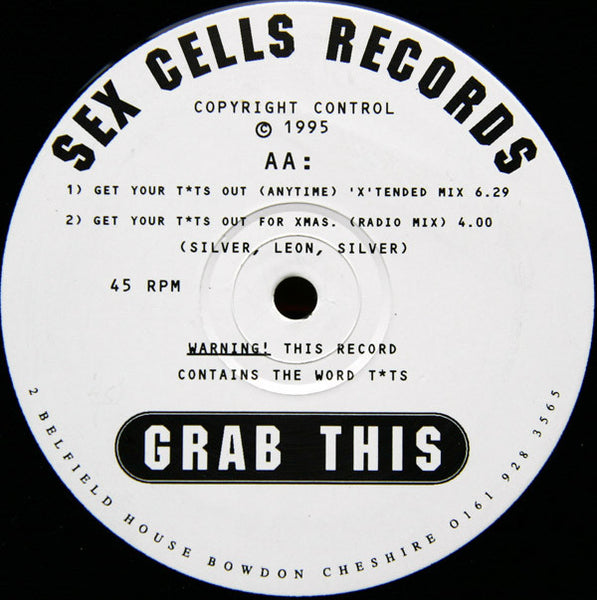 SEX CELLS RECORDS
COPYRIGHT CONTROL
© 1995
AA:
1) GET YOUR T*TS OUT (ANYTIME) 'X'TENDED MIX 6.29
2) GET YOUR T*TS OUT FOR XMAS. (RADIO MIX) 4.00
(SILVER, LEON, SILVER)
45 RPM
WARNING! THIS RECORD
CONTAINS THE WORD T*TS
GRAB THIS
2 BELFIELD HOUSE BOWDON CHESHIRE 0161 928 3565